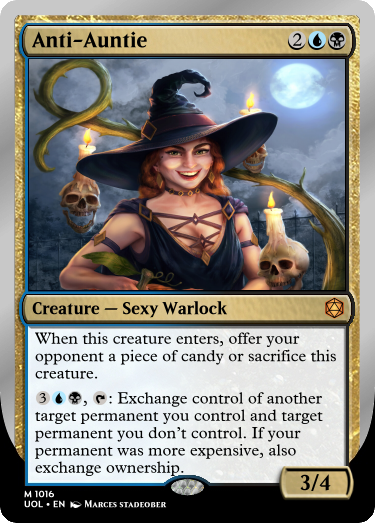 Anti-Auntie 2
Creature — Sexy Warlock
When this creature enters, offer your
opponent a piece of candy or sacrifice this
creature.
3, : Exchange control of another
target permanent you control and target
permanent you don't control. If your
permanent was more expensive, also
exchange ownership.
3/4
M 1016
UOL • EN Marces stadeober